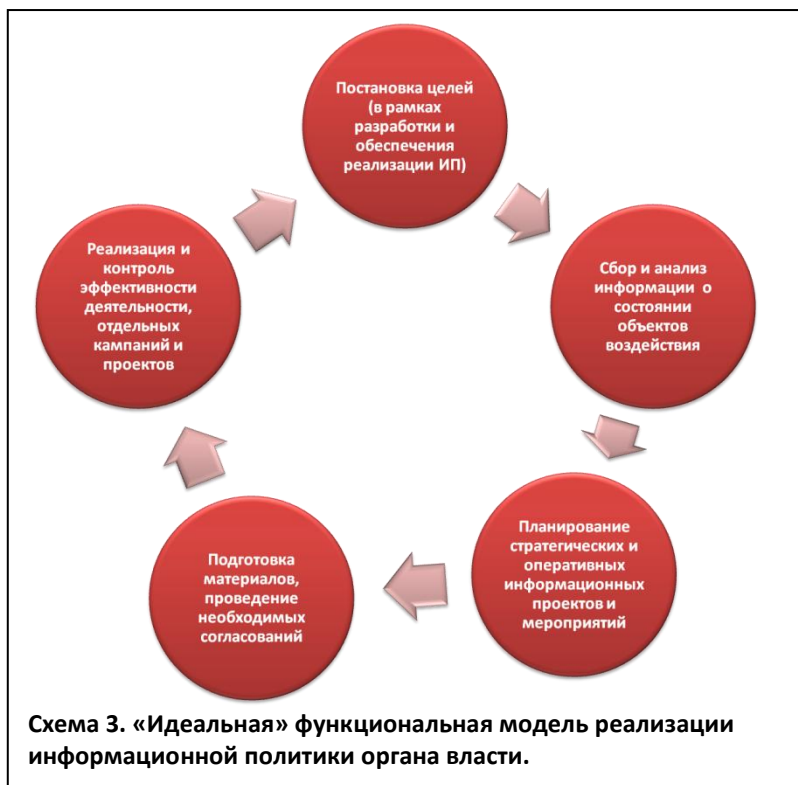 Постановка целей
(в рамках
разработки и
обеспечения
реализации ИП)
Сбор и анализ
информации о
состоянии
объектов
воздействия
Планирование
стратегических и
оперативных
информационных
проектов и
мероприятий
Подготовка
материалов,
проведение
необходимых
согласований
Реализация и
контроль
эффективности
деятельности,
отдельных
кампаний и
проектов
Схема 3. «Идеальная» функциональная модель реализации
информационной политики органа власти.